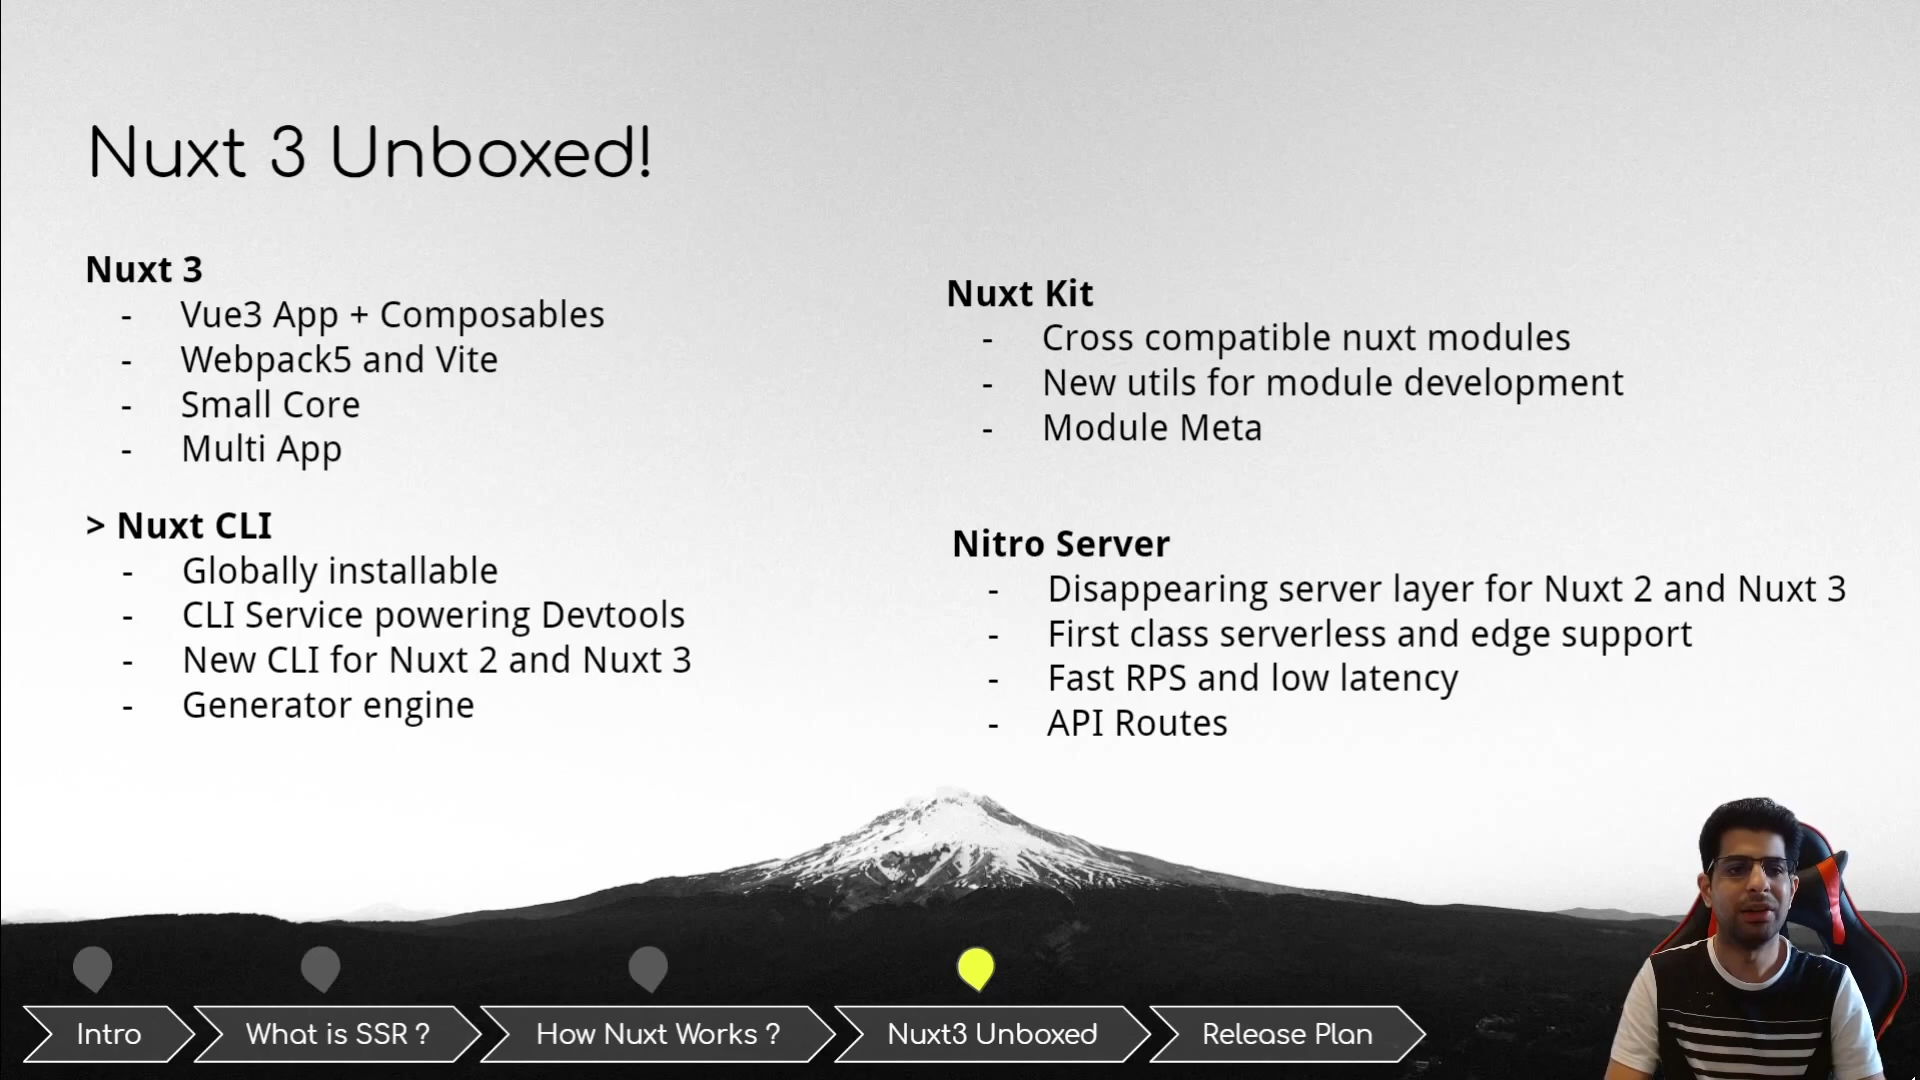 Nuxt 3 Unboxed!
Nuxt 3
- Vue3 App + Composables
- Webpack5 and Vite
- Small Core
- Multi App
> Nuxt CLI
- Globally installable
- CLI Service powering Devtools
- New CLI for Nuxt 2 and Nuxt 3
- Generator engine
Nuxt Kit
- Cross compatible nuxt modules
- New utils for module development
- Module Meta
Nitro Server
- Disappearing server layer for Nuxt 2 and Nuxt 3
- First class serverless and edge support
- Fast RPS and low latency
- API Routes
Intro
What is SSR ?
How Nuxt Works ?
Nuxt3 Unboxed
Release Plan